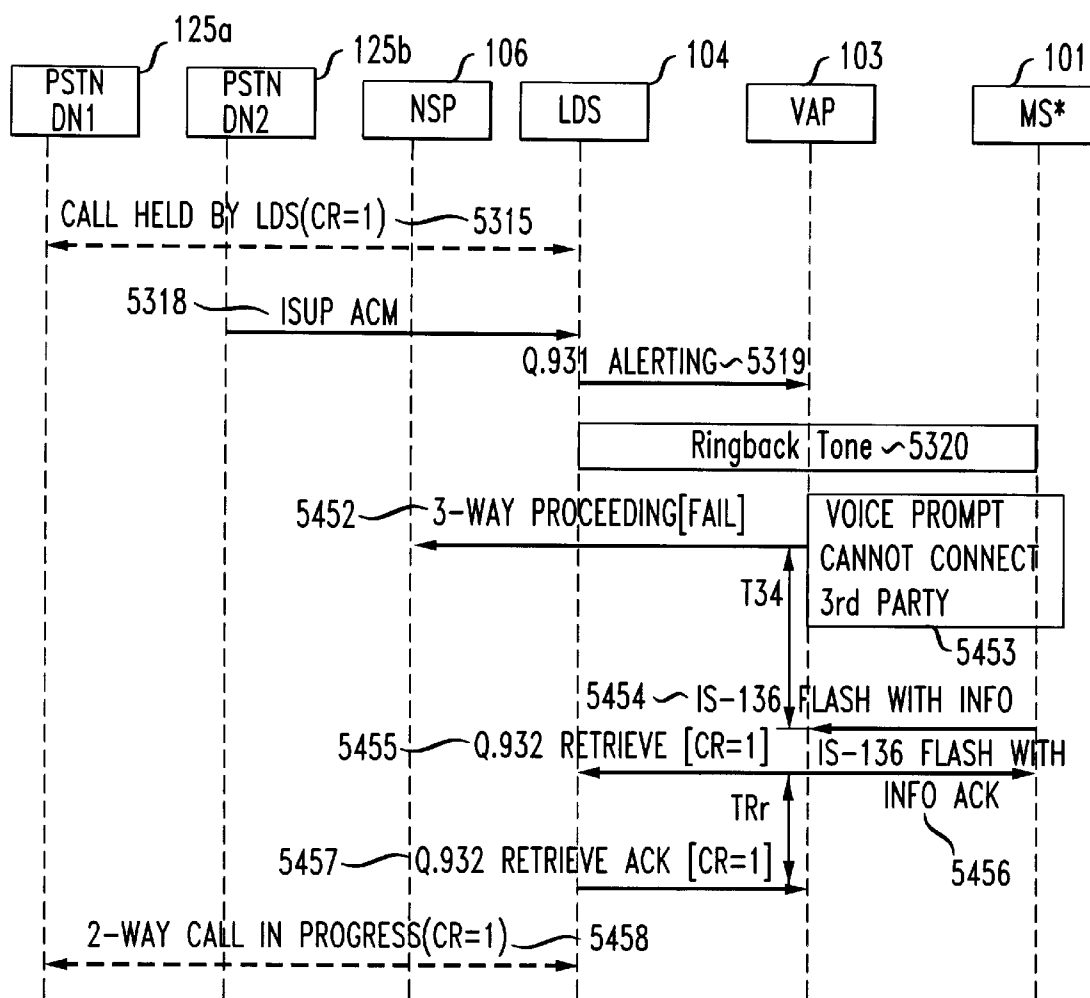 125a
125b
106
104
103
101
PSTN
DN1
PSTN
DN2
NSP
LDS
VAP
MS*
CALL HELD BY LDS(CR=1) 5315
5318 ISUP ACM
Q.931 ALERTING 5319
Ringback Tone 5320
5452 3-WAY PROCEEDING[FAIL]
VOICE PROMPT
CANNOT CONNECT
3rd PARTY
T34
5453
5454 IS-136 FLASH WITH INFO
5455 Q.932 RETRIEVE [CR=1]
IS-136 FLASH WITH
INFO ACK
TRr
5456
5457 Q.932 RETRIEVE ACK [CR=1]
2-WAY CALL IN PROGRESS(CR=1) 5458